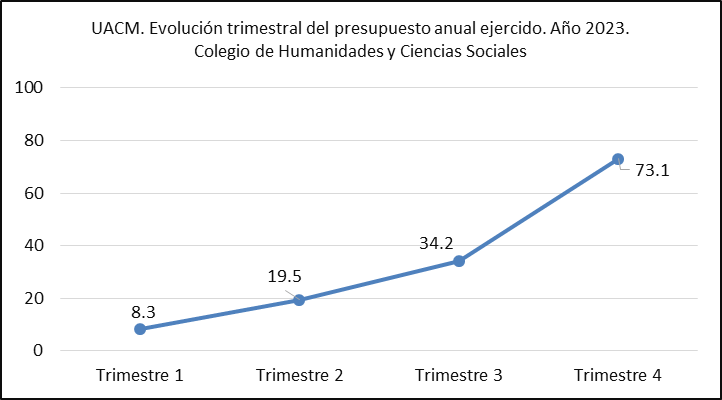 UACM. Evolución trimestral del presupuesto anual ejercido. Año 2023.
Colegio de Humanidades y Ciencias Sociales
100
80
60
40
20
0
8.3
19.5
34.2
73.1
Trimestre 1
Trimestre 2
Trimestre 3
Trimestre 4